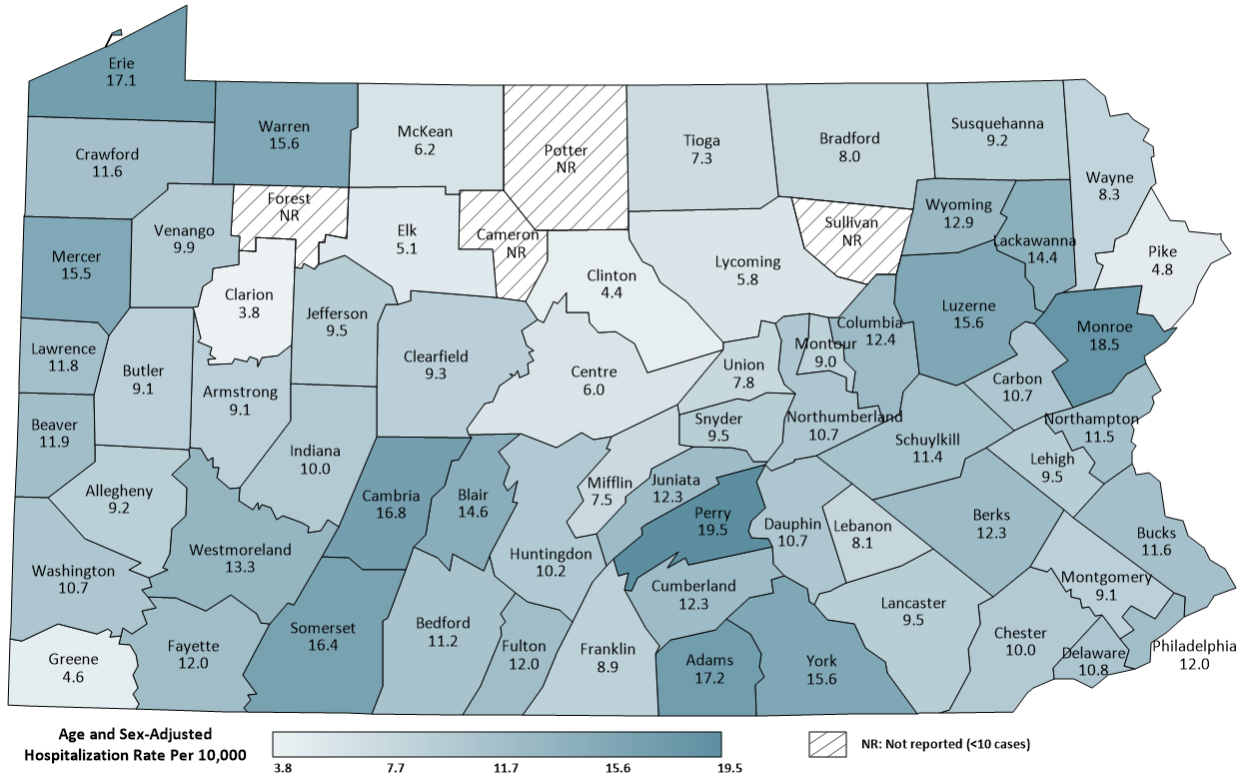 Erie
17.1
Warren
15.6
McKean
6.2
Potter
NR
Tioga
7.3
Bradford
8.0
Susquehanna
9.2
Wayne
8.3
Crawford
11.6
Forest
NR
Venango
9.9
Elk
5.1
Cameron
NR
Sullivan
NR
Wyoming
12.9
Lackawanna
14.4
Pike
4.8
Mercer
15.5
Clarion
3.8
Jefferson
9.5
Clinton
4.4
Lycoming
5.8
Luzerne
15.6
Monroe
18.5
Lawrence
11.8
Butler
9.1
Armstrong
9.1
Clearfield
9.3
Centre
6.0
Union
7.8
Montour
9.0
Columbia
12.4
Carbon
10.7
Beaver
11.9
Indiana
10.0
Snyder
9.5
Northumberland
10.7
Schuylkill
11.4
Northampton
11.5
Lehigh
9.5
Allegheny
9.2
Cambria
16.8
Blair
14.6
Mifflin
7.5
Juniata
12.3
Perry
19.5
Dauphin
10.7
Lebanon
8.1
Berks
12.3
Bucks
11.6
Westmoreland
13.3
Washington
10.7
Huntingdon
10.2
Cumberland
12.3
Lancaster
9.5
Montgomery
9.1
Greene
4.6
Fayette
12.0
Somerset
16.4
Bedford
11.2
Fulton
12.0
Franklin
8.9
Adams
17.2
York
15.6
Chester
10.0
Delaware
10.8
Philadelphia
12.0
Age and Sex-Adjusted
Hospitalization Rate Per 10,000
3.8 7.7 11.7 15.6 19.5
NR: Not reported (<10 cases)